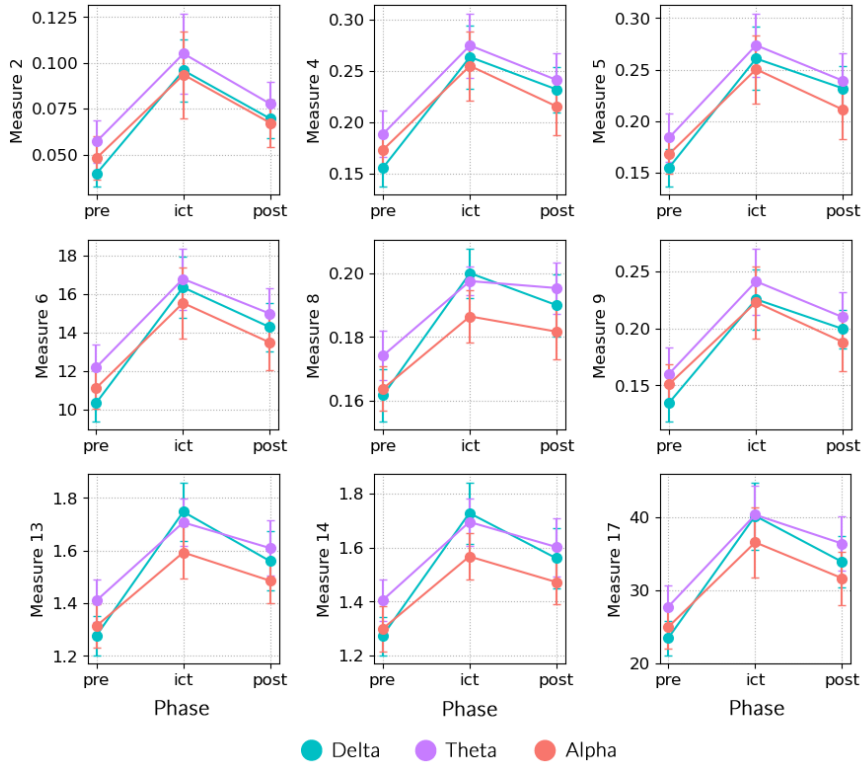 Measure 2
0.125
0.100
0.075
0.050
pre ict post
Measure 4
0.30
0.25
0.20
0.15
pre ict post
Measure 5
0.30
0.25
0.20
0.15
pre ict post
Measure 6
18
16
14
12
10
pre ict post
Measure 8
0.20
0.18
0.16
pre ict post
Measure 9
0.25
0.20
0.15
pre ict post
Measure 13
1.8
1.6
1.4
1.2
pre ict post
Phase
Measure 14
1.8
1.6
1.4
1.2
pre ict post
Phase
Measure 17
40
30
20
pre ict post
Phase
Delta Theta Alpha